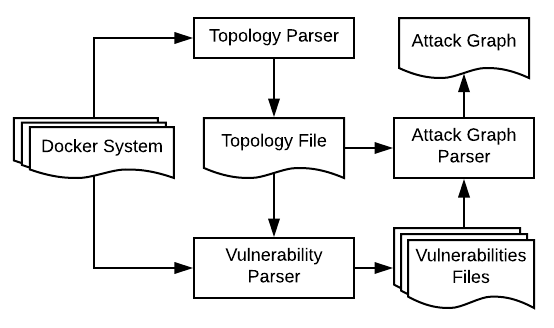 Topology Parser
Attack Graph
Docker System
Topology File
Attack Graph
Parser
Vulnerability
Parser
Vulnerabilities
Files